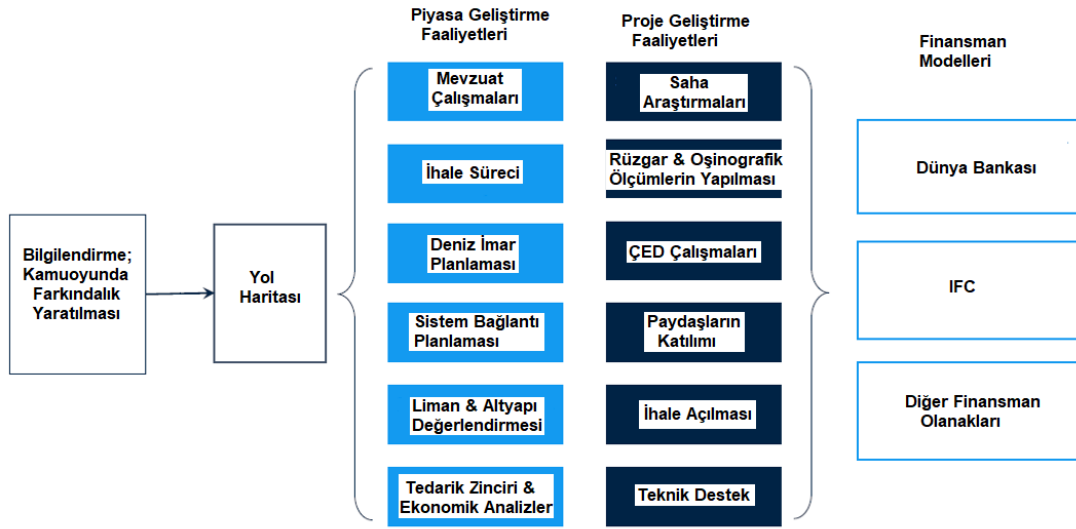 Piyasa Geliştirme
Faaliyetleri
Proje Geliştirme
Faaliyetleri
Finansman
Modelleri
Bilgilendirme;
Kamuoyunda
Farkındalık
Yaratılması
Yol
Haritası
Mevzuat
Çalışmaları
İhale Süreci
Deniz İmar
Planlaması
Sistem Bağlantı
Planlaması
Liman & Altyapı
Değerlendirmesi
Tedarik Zinciri &
Ekonomik Analizler
Saha
Araştırmaları
Rüzgar & Oşinografik
Ölçümlerin Yapılması
ÇED Çalışmaları
Paydaşların
Katılımı
İhale Açılması
Teknik Destek
Dünya Bankası
IFC
Diğer Finansman
Olanakları